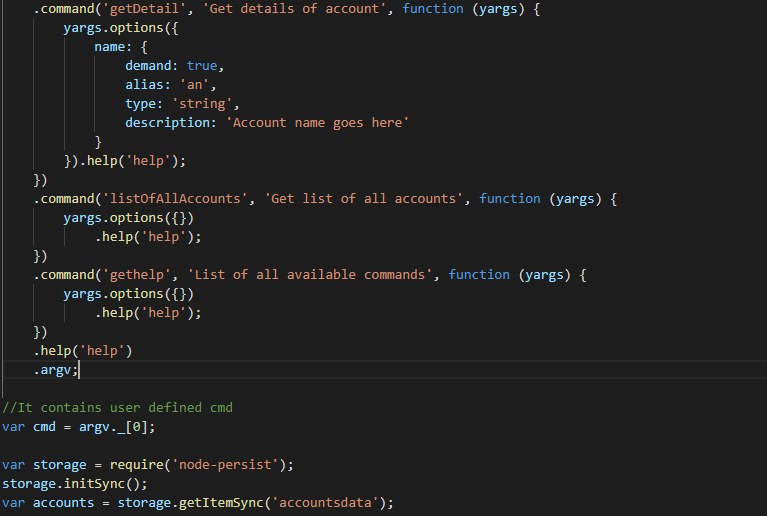 .command('getDetail', 'Get details of account', function (yargs) {
yargs.options({
name: {
demand: true,
alias: 'an',
type: 'string',
description: 'Account name goes here'
}
}).help('help');
})
.command('listOfAllAccounts', 'Get list of all accounts', function (yargs) {
yargs.options({})
.help('help');
})
.command('gethelp', 'List of all available commands', function (yargs) {
yargs.options({})
.help('help');
})
.help('help')
.argv;
//It contains user defined cmd
var cmd = argv._[0];
var storage = require('node-persist');
storage.initSync();
var accounts = storage.getItemSync('accountsdata');